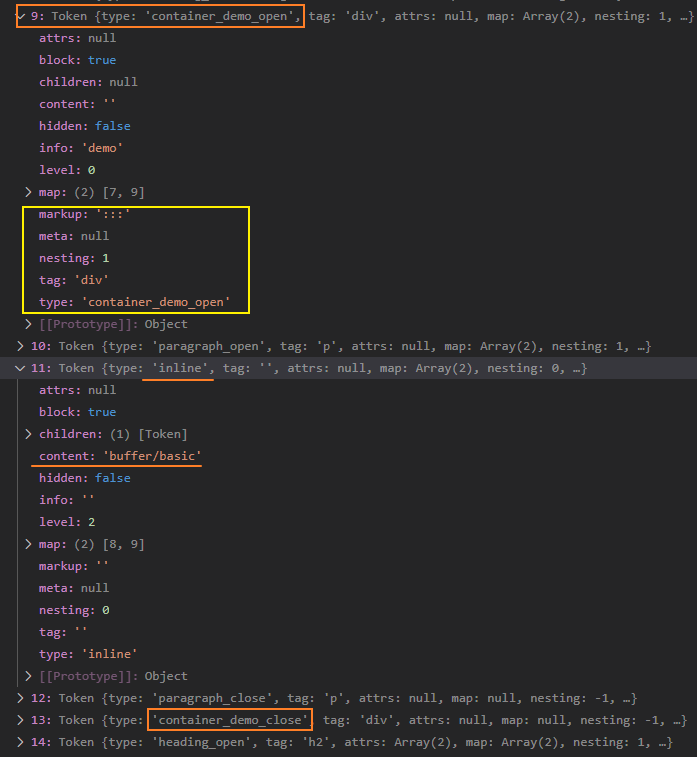 9: Token {type: 'container_demo_open', tag: 'div', attrs: null, map: Array(2), nesting: 1, …}
attrs: null
block: true
children: null
content: ''
hidden: false
info: 'demo'
level: 0
map: (2) [7, 9]
markup: ':::'
meta: null
nesting: 1
tag: 'div'
type: 'container_demo_open'
[[Prototype]]: Object
10: Token {type: 'paragraph_open', tag: 'p', attrs: null, map: Array(2), nesting: 1, …}
11: Token {type: 'inline', tag: '', attrs: null, map: Array(2), nesting: 0, …}
attrs: null
block: true
children: (1) [Token]
content: 'buffer/basic'
hidden: false
info: ''
level: 2
map: (2) [8, 9]
markup: ''
meta: null
nesting: 0
tag: ''
type: 'inline'
[[Prototype]]: Object
12: Token {type: 'paragraph_close', tag: 'p', attrs: null, map: null, nesting: -1, …}
13: Token {type: 'container_demo_close', tag: 'div', attrs: null, map: null, nesting: -1, …}
14: Token {type: 'heading_open', tag: 'h2', attrs: Array(2), map: Array(2), nesting: 1, …}